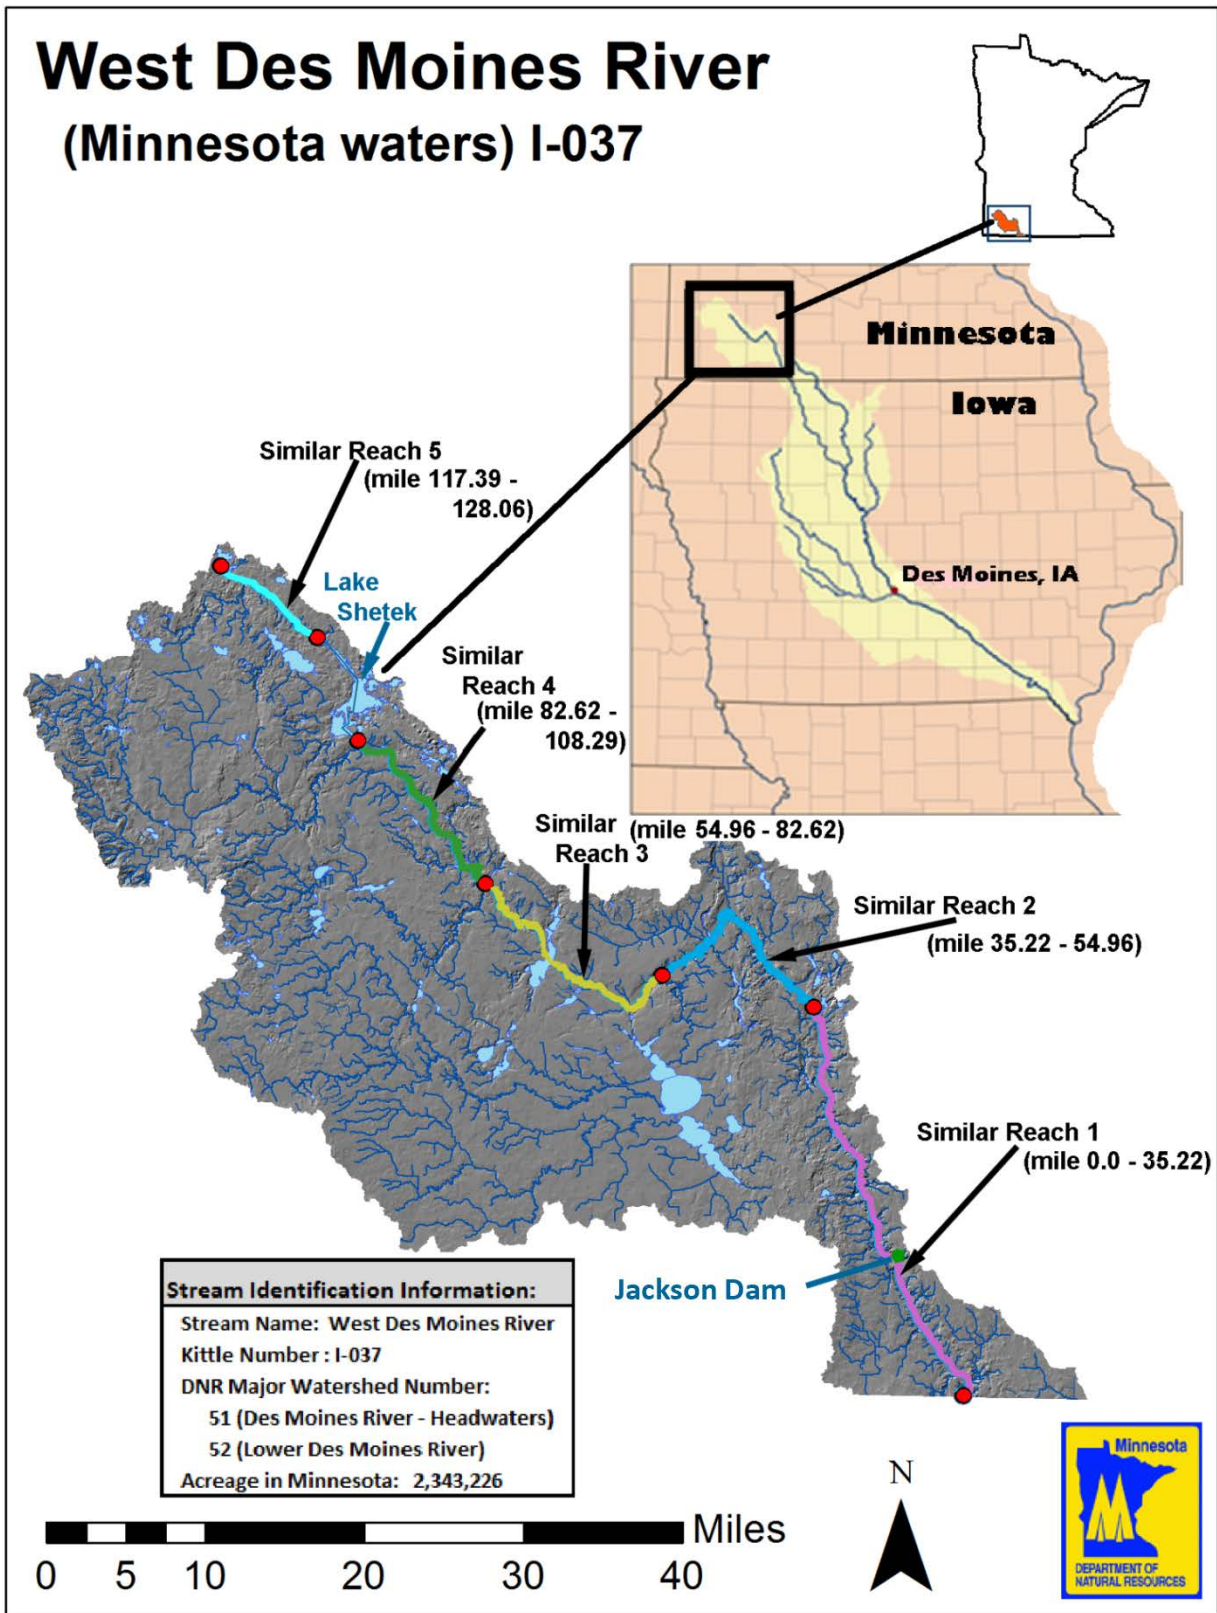 West Des Moines River
(Minnesota waters) I-037
Minnesota
Iowa
Des Moines, IA
Similar Reach 5
(mile 117.39 -
128.06)
Lake
Shetek
Similar
Reach 4
(mile 82.62 -
108.29)
Similar
Reach 3
(mile 54.96 - 82.62)
Similar Reach 2
(mile 35.22 - 54.96)
Similar Reach 1
(mile 0.0 - 35.22)
Jackson Dam
Stream Identification Information:
Stream Name: West Des Moines River
Kittle Number : I-037
DNR Major Watershed Number:
51 (Des Moines River - Headwaters)
52 (Lower Des Moines River)
Acreage in Minnesota: 2,343,226
Miles
0 5 10 20 30 40
N
Minnesota
DEPARTMENT OF
NATURAL RESOURCES